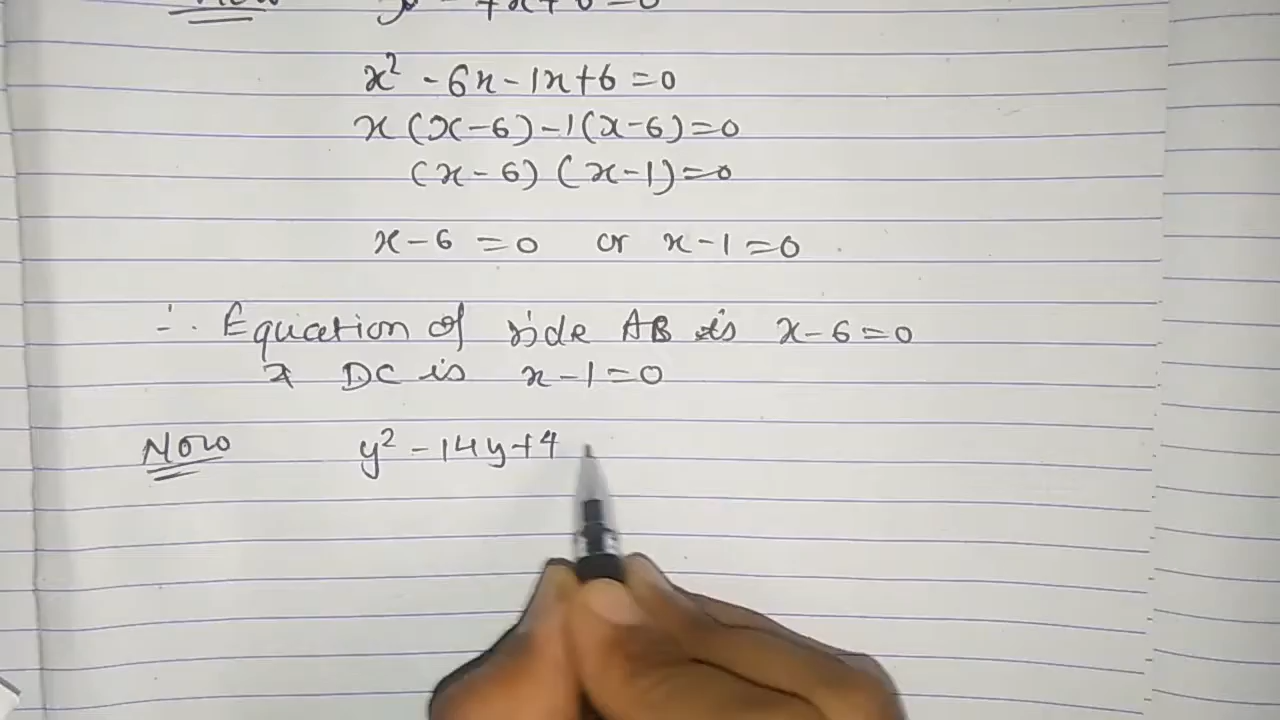 x² - 6x - 1x + 6 = 0
x (x - 6) - 1 (x - 6) = 0
(x - 6) (x - 1) = 0
x - 6 = 0 or x - 1 = 0
∴ Equation of side AB is x - 6 = 0
& DC is x - 1 = 0
Now y² - 14y + 4